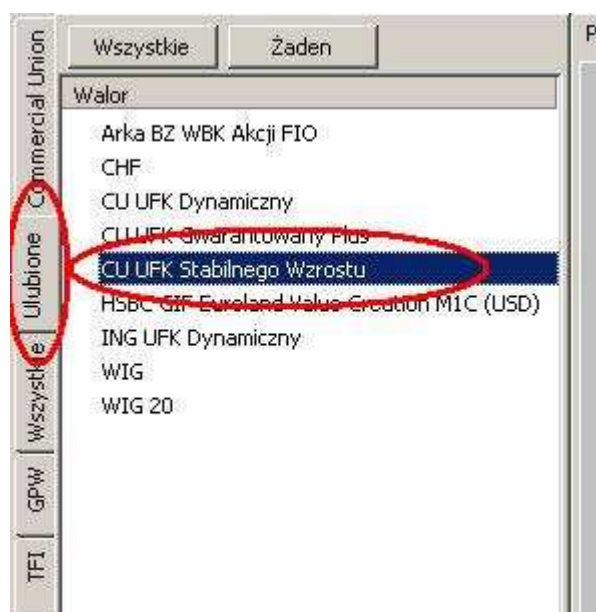 Wszystkie Żaden
P
Walor
Arka BZ WBK Akcji FIO
CHF
CU UFK Dynamiczny
CU UFK Gwarantowany Plus
CU UFK Stabilnego Wzrostu
HSBC GIF Euroland Value Creation M1C (USD)
ING UFK Dynamiczny
WIG
WIG 20
Commercial Union
Ulubione
Wszystkie
GPW
TFI